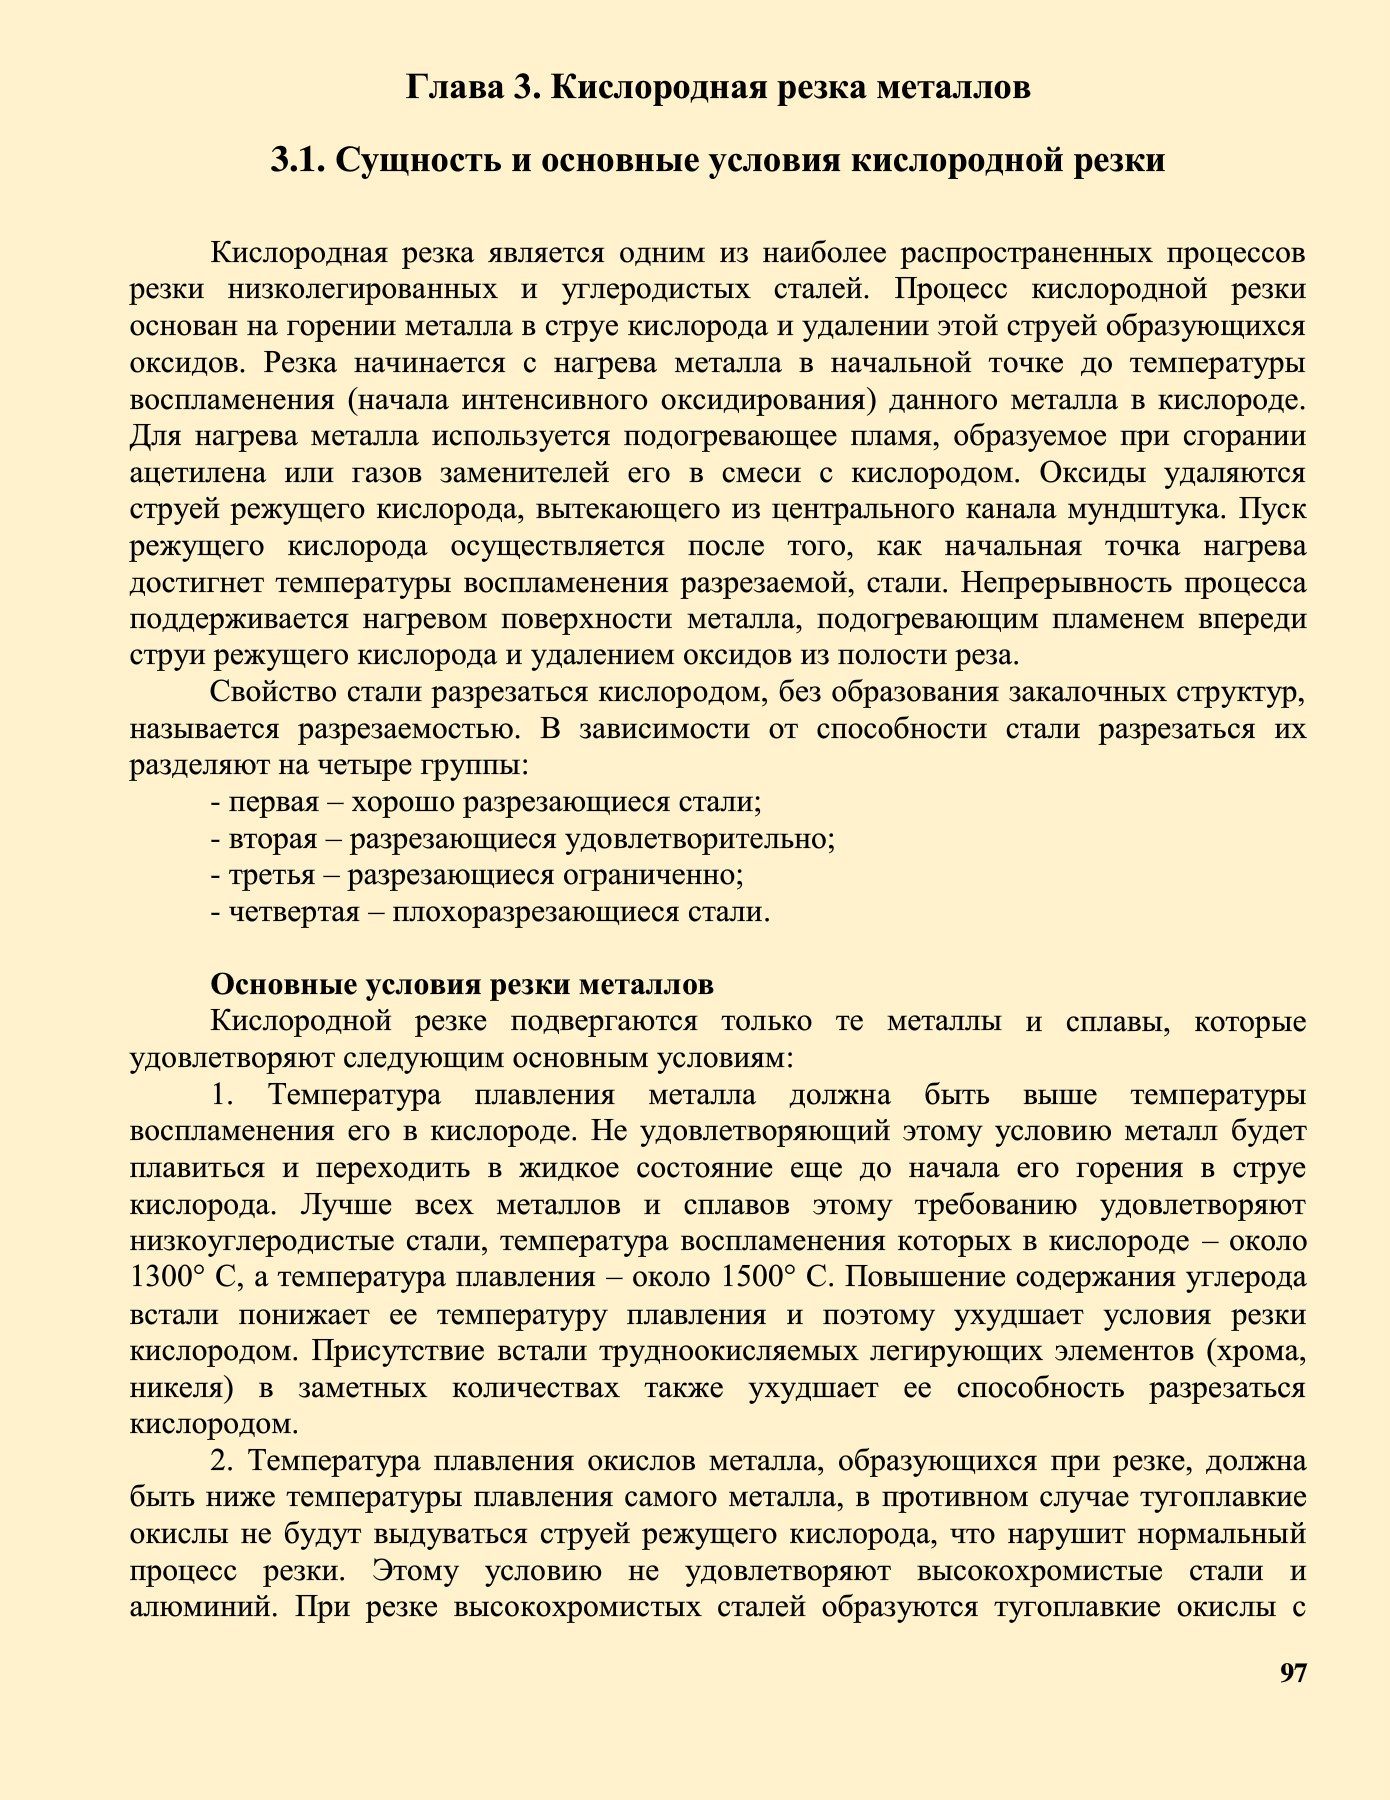 Глава 3. Кислородная резка металлов
3.1. Сущность и основные условия кислородной резки
Кислородная резка является одним из наиболее распространенных процессов
резки низколегированных и углеродистых сталей. Процесс кислородной резки
основан на горении металла в струе кислорода и удалении этой струей образующихся
оксидов. Резка начинается с нагрева металла в начальной точке до температуры
воспламенения (начала интенсивного оксидирования) данного металла в кислороде.
Для нагрева металла используется подогревающее пламя, образуемое при сгорании
ацетилена или газов заменителей его в смеси с кислородом. Оксиды удаляются
струей режущего кислорода, вытекающего из центрального канала мундштука. Пуск
режущего кислорода осуществляется после того, как начальная точка нагрева
достигнет температуры воспламенения разрезаемой, стали. Непрерывность процесса
поддерживается нагревом поверхности металла, подогревающим пламенем впереди
струи режущего кислорода и удалением оксидов из полости реза.
Свойство стали разрезаться кислородом, без образования закалочных структур,
называется разрезаемостью. В зависимости от способности стали разрезаться их
разделяют на четыре группы:
- первая – хорошо разрезающиеся стали;
- вторая – разрезающиеся удовлетворительно;
- третья – разрезающиеся ограниченно;
- четвертая – плохоразрезающиеся стали.
Основные условия резки металлов
Кислородной резке подвергаются только те металлы и сплавы, которые
удовлетворяют следующим основным условиям:
1. Температура плавления металла должна быть выше температуры
воспламенения его в кислороде. Не удовлетворяющий этому условию металл будет
плавиться и переходить в жидкое состояние еще до начала его горения в струе
кислорода. Лучше всех металлов и сплавов этому требованию удовлетворяют
низкоуглеродистые стали, температура воспламенения которых в кислороде – около
1300° С, а температура плавления – около 1500° С. Повышение содержания углерода
встали понижает ее температуру плавления и поэтому ухудшает условия резки
кислородом. Присутствие встали трудноокисляемых легирующих элементов (хрома,
никеля) в заметных количествах также ухудшает ее способность разрезаться
кислородом.
2. Температура плавления окислов металла, образующихся при резке, должна
быть ниже температуры плавления самого металла, в противном случае тугоплавкие
окислы не будут выдуваться струей режущего кислорода, что нарушит нормальный
процесс резки. Этому условию не удовлетворяют высокохромистые стали и
алюминий. При резке высокохромистых сталей образуются тугоплавкие окислы с
97